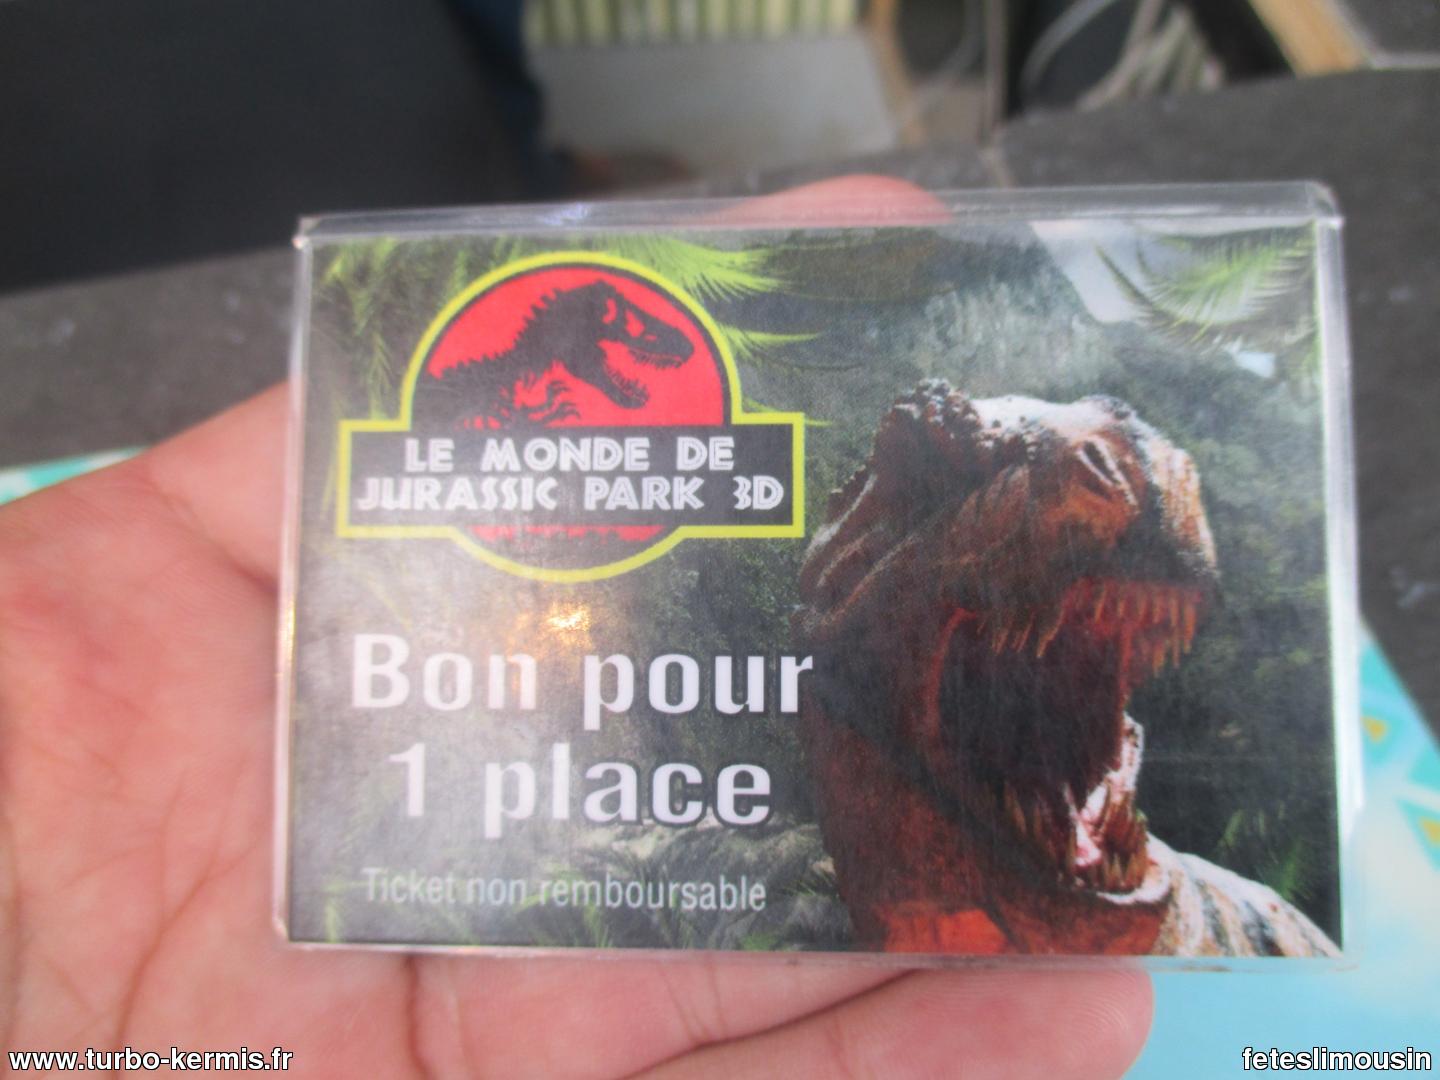 LE MONDE DE
JURASSIC PARK 3D
Bon pour
1 place
Ticket non remboursable
www.turbo-kermis.fr
feteslimousin